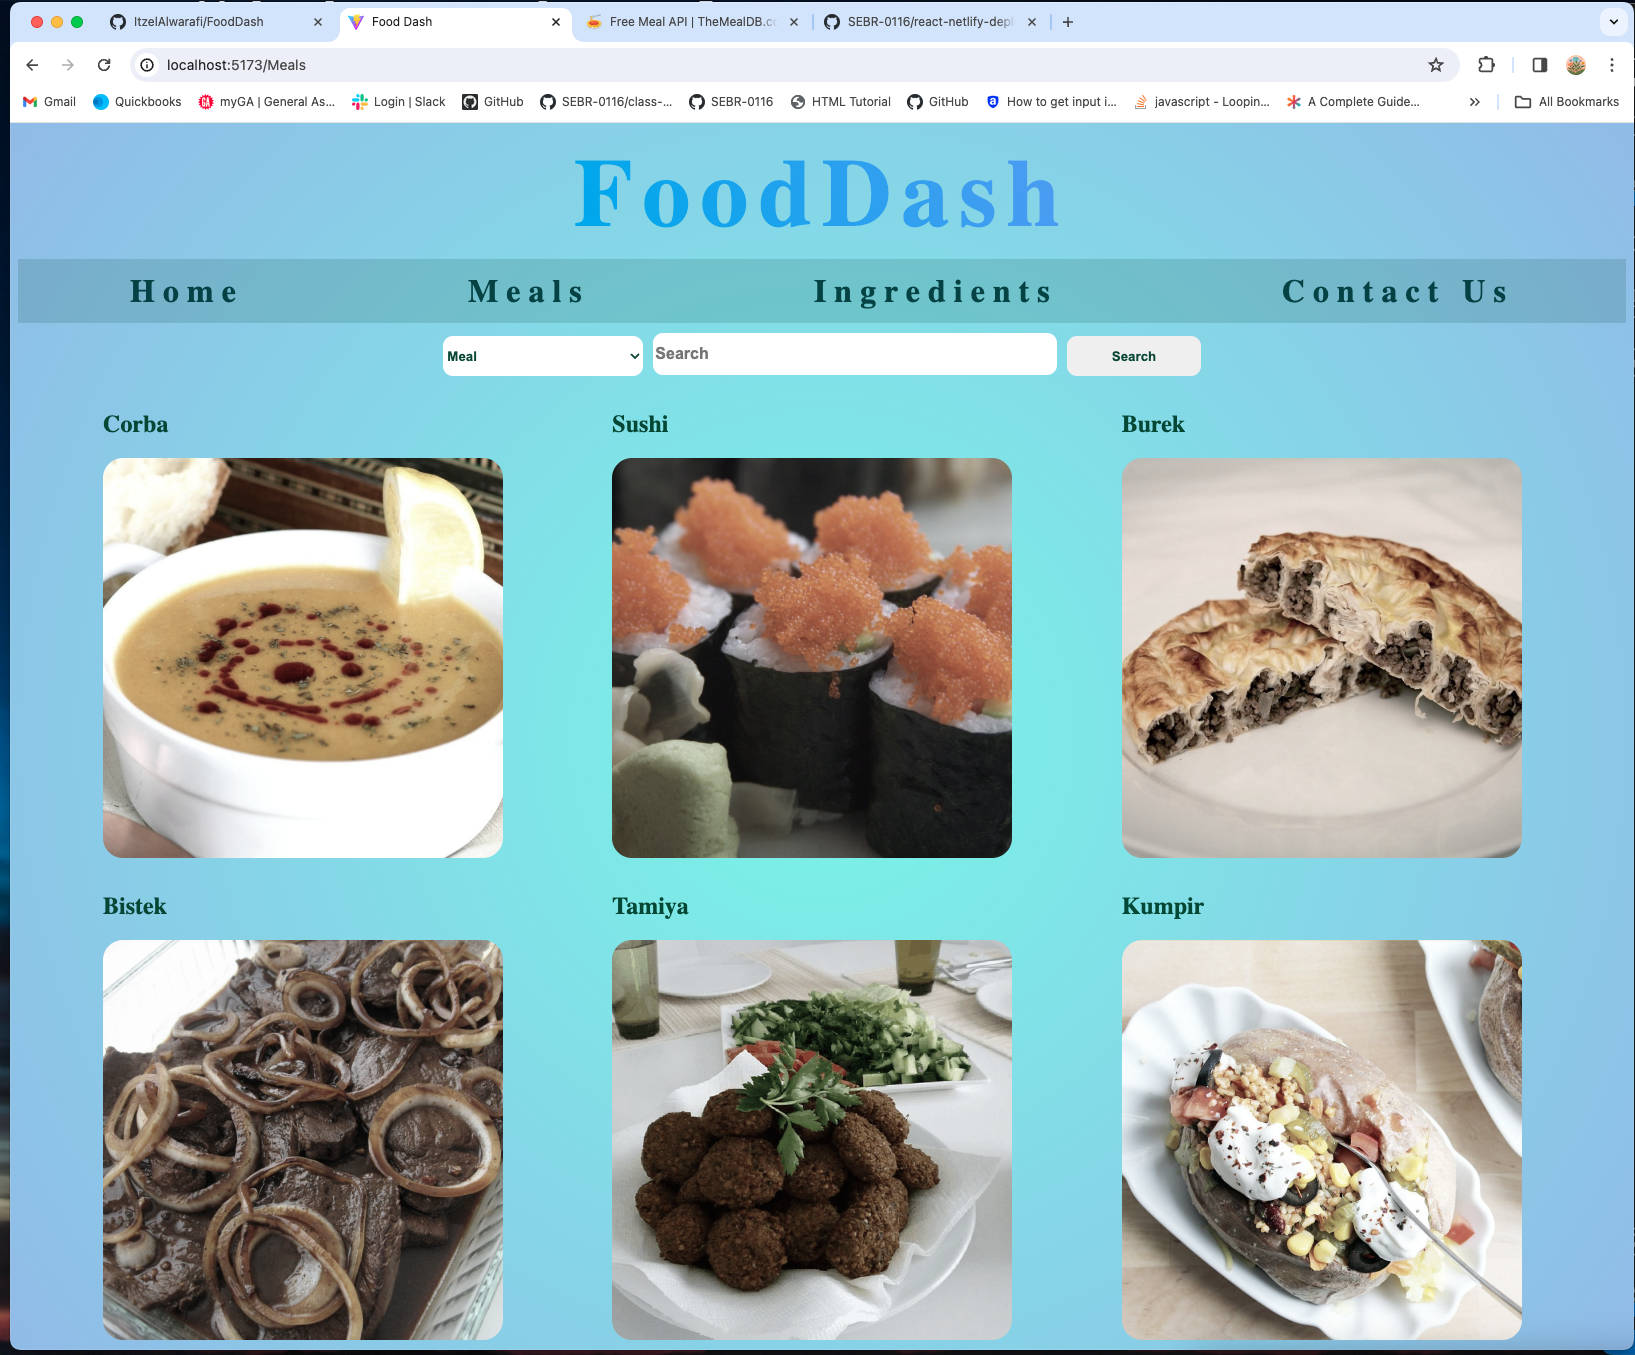 ItzelAlwarafi/FoodDash
Food Dash
Free Meal API | TheMealDB.co
SEBR-0116/react-netlify-depl
localhost:5173/Meals
Gmail
Quickbooks
myGA | General As...
Login | Slack
GitHub
SEBR-0116/class-...
SEBR-0116
HTML Tutorial
GitHub
How to get input i...
javascript - Loopin...
A Complete Guide...
All Bookmarks
FoodDash
Home
Meals
Ingredients
Contact Us
Meal
Search
Search
Corba
Sushi
Burek
Bistek
Tamiya
Kumpir